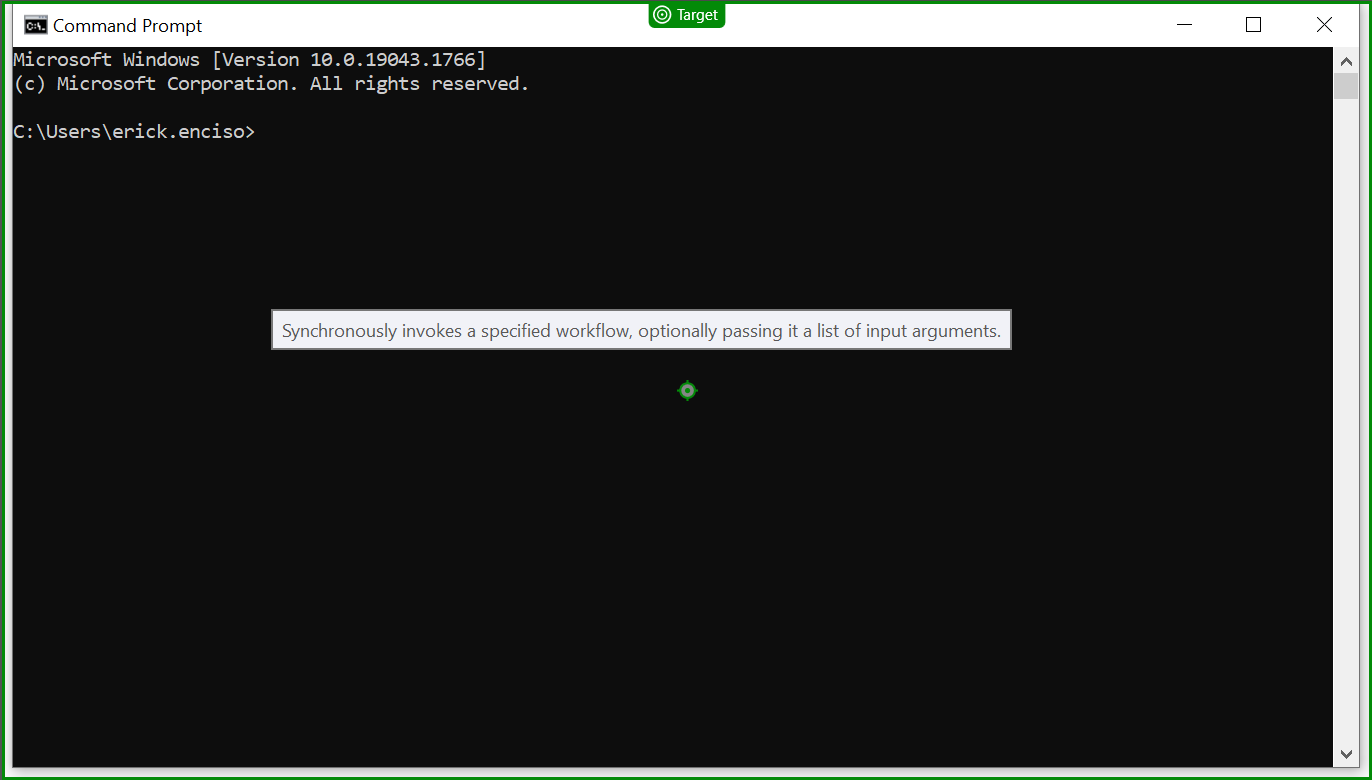 Target
Command Prompt
Microsoft Windows [Version 10.0.19043.1766]
(c) Microsoft Corporation. All rights reserved.
C:\Users\erick.enciso>
Synchronously invokes a specified workflow, optionally passing it a list of input arguments.